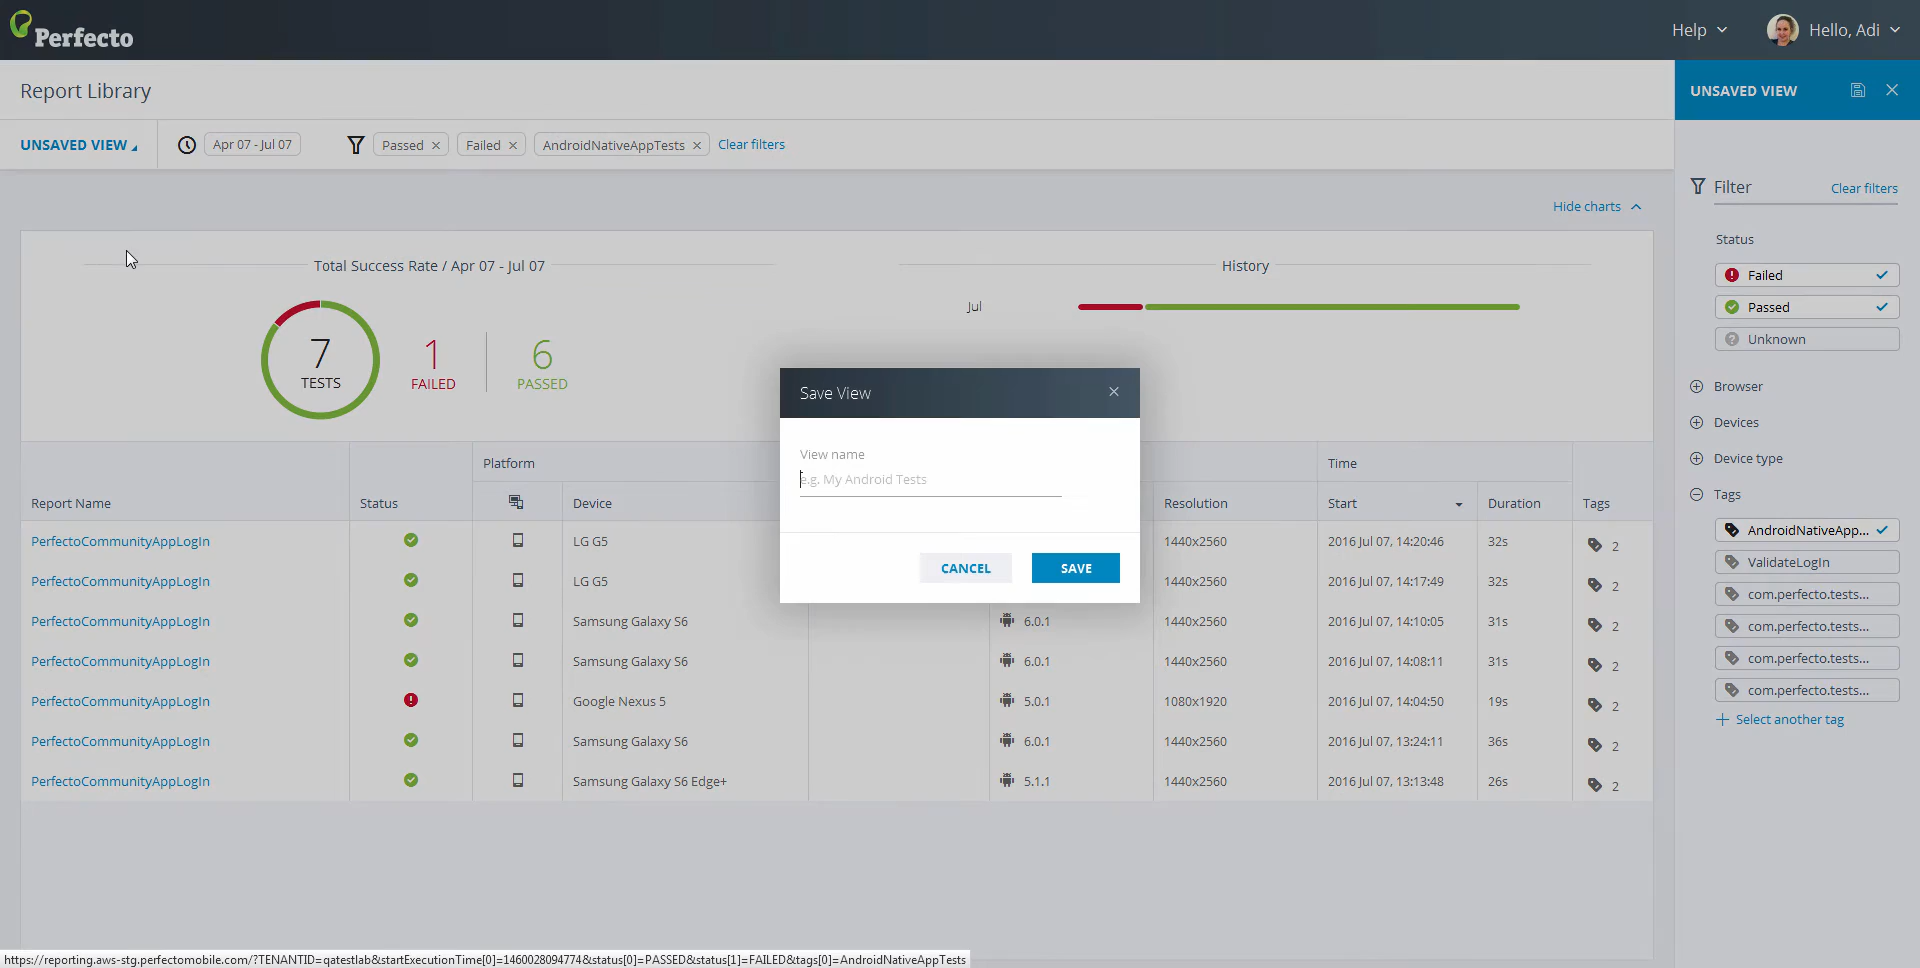 Perfecto
Help
Hello, Adi
Report Library
UNSAVED VIEW
Apr 07 - Jul 07
Passed
Failed
AndroidNativeAppTests
Clear filters
Hide charts
Total Success Rate / Apr 07 - Jul 07
History
7
TESTS
1
FAILED
6
PASSED
Jul
Save View
View name
e.g. My Android Tests
CANCEL
SAVE
Platform
Time
Report Name
Status
Device
Resolution
Start
Duration
Tags
PerfectoCommunityAppLogIn LG G5 1440x2560 2016 Jul 07, 14:20:46 32s 2
PerfectoCommunityAppLogIn LG G5 1440x2560 2016 Jul 07, 14:17:49 32s 2
PerfectoCommunityAppLogIn Samsung Galaxy S6 6.0.1 1440x2560 2016 Jul 07, 14:10:05 31s 2
PerfectoCommunityAppLogIn Samsung Galaxy S6 6.0.1 1440x2560 2016 Jul 07, 14:08:11 31s 2
PerfectoCommunityAppLogIn Google Nexus 5 5.0.1 1080x1920 2016 Jul 07, 14:04:50 19s 2
PerfectoCommunityAppLogIn Samsung Galaxy S6 6.0.1 1440x2560 2016 Jul 07, 13:24:11 36s 2
PerfectoCommunityAppLogIn Samsung Galaxy S6 Edge+ 5.1.1 1440x2560 2016 Jul 07, 13:13:48 26s 2
UNSAVED VIEW
Filter
Clear filters
Status
Failed
Passed
Unknown
Browser
Devices
Device type
Tags
AndroidNativeApp...
ValidateLogIn
com.perfecto.tests...
com.perfecto.tests...
com.perfecto.tests...
com.perfecto.tests...
Select another tag
https://reporting.aws-stg.perfectomobile.com/?TENANTID=qatestlab&startExecutionTime[0]=1460028094774&status[0]=PASSED&status[1]=FAILED&tags[0]=AndroidNativeAppTests